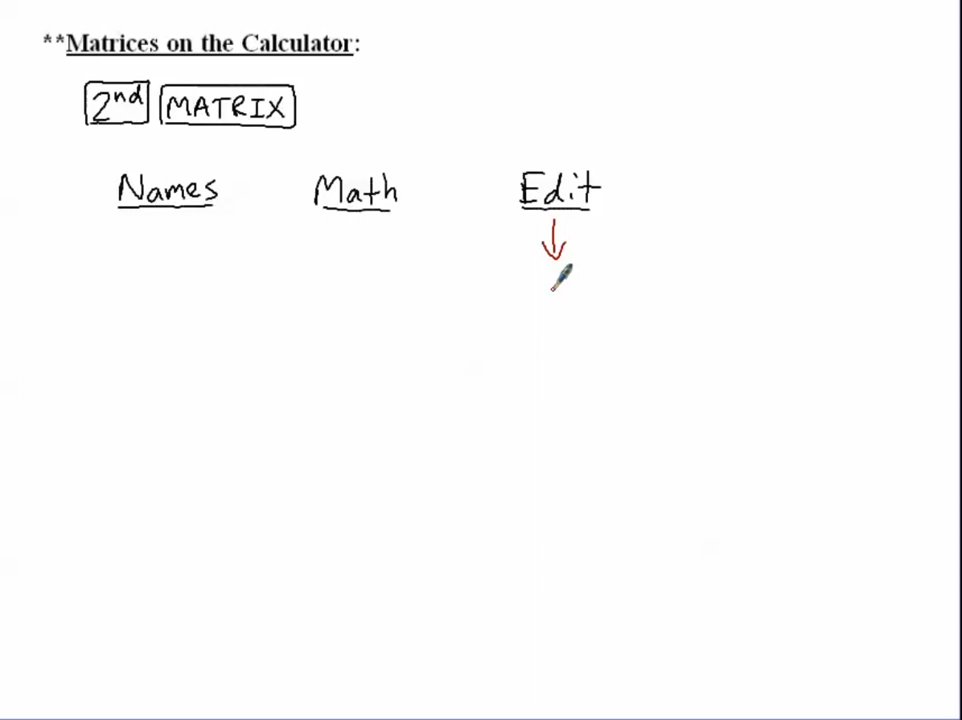 **Matrices on the Calculator:
2nd MATRIX
Names Math Edit